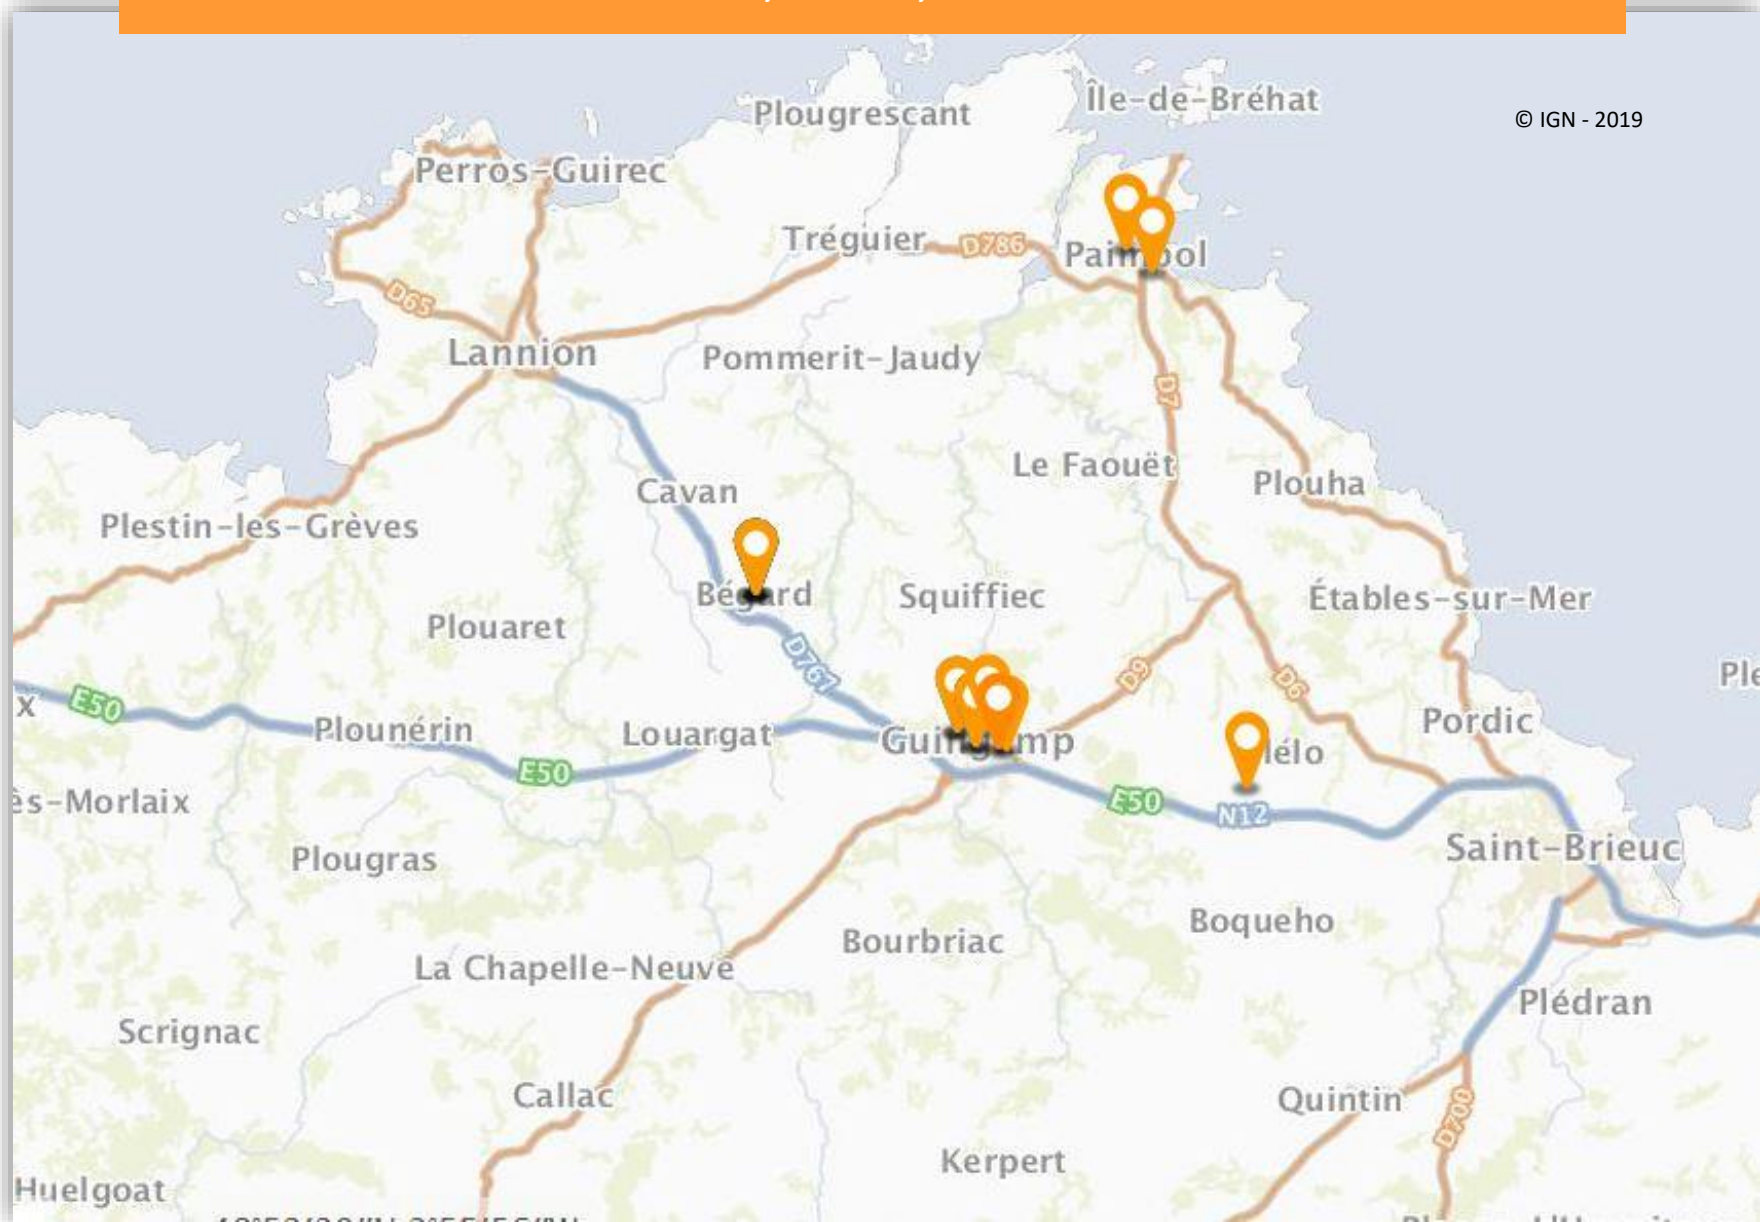 Plougrescant
Île-de-Bréhat
© IGN - 2019
Perros-Guirec
Tréguier
D786
D65
Lannion
Pommerit-Jaudy
D7
Le Faouët
Plouha
Cavan
Plestin-les-Grèves
Squiffiec
Étables-sur-Mer
Plouaret
D767
D9
D6
E50
x
Plounérin
Louargat
Pordic
E50
E50
N12
ès-Morlaix
Plougras
Saint-Brieuc
Boqueho
Bourbriac
La Chapelle-Neuve
Plédran
Scrignac
Callac
Quintin
D700
Kerpert
Huelgoat